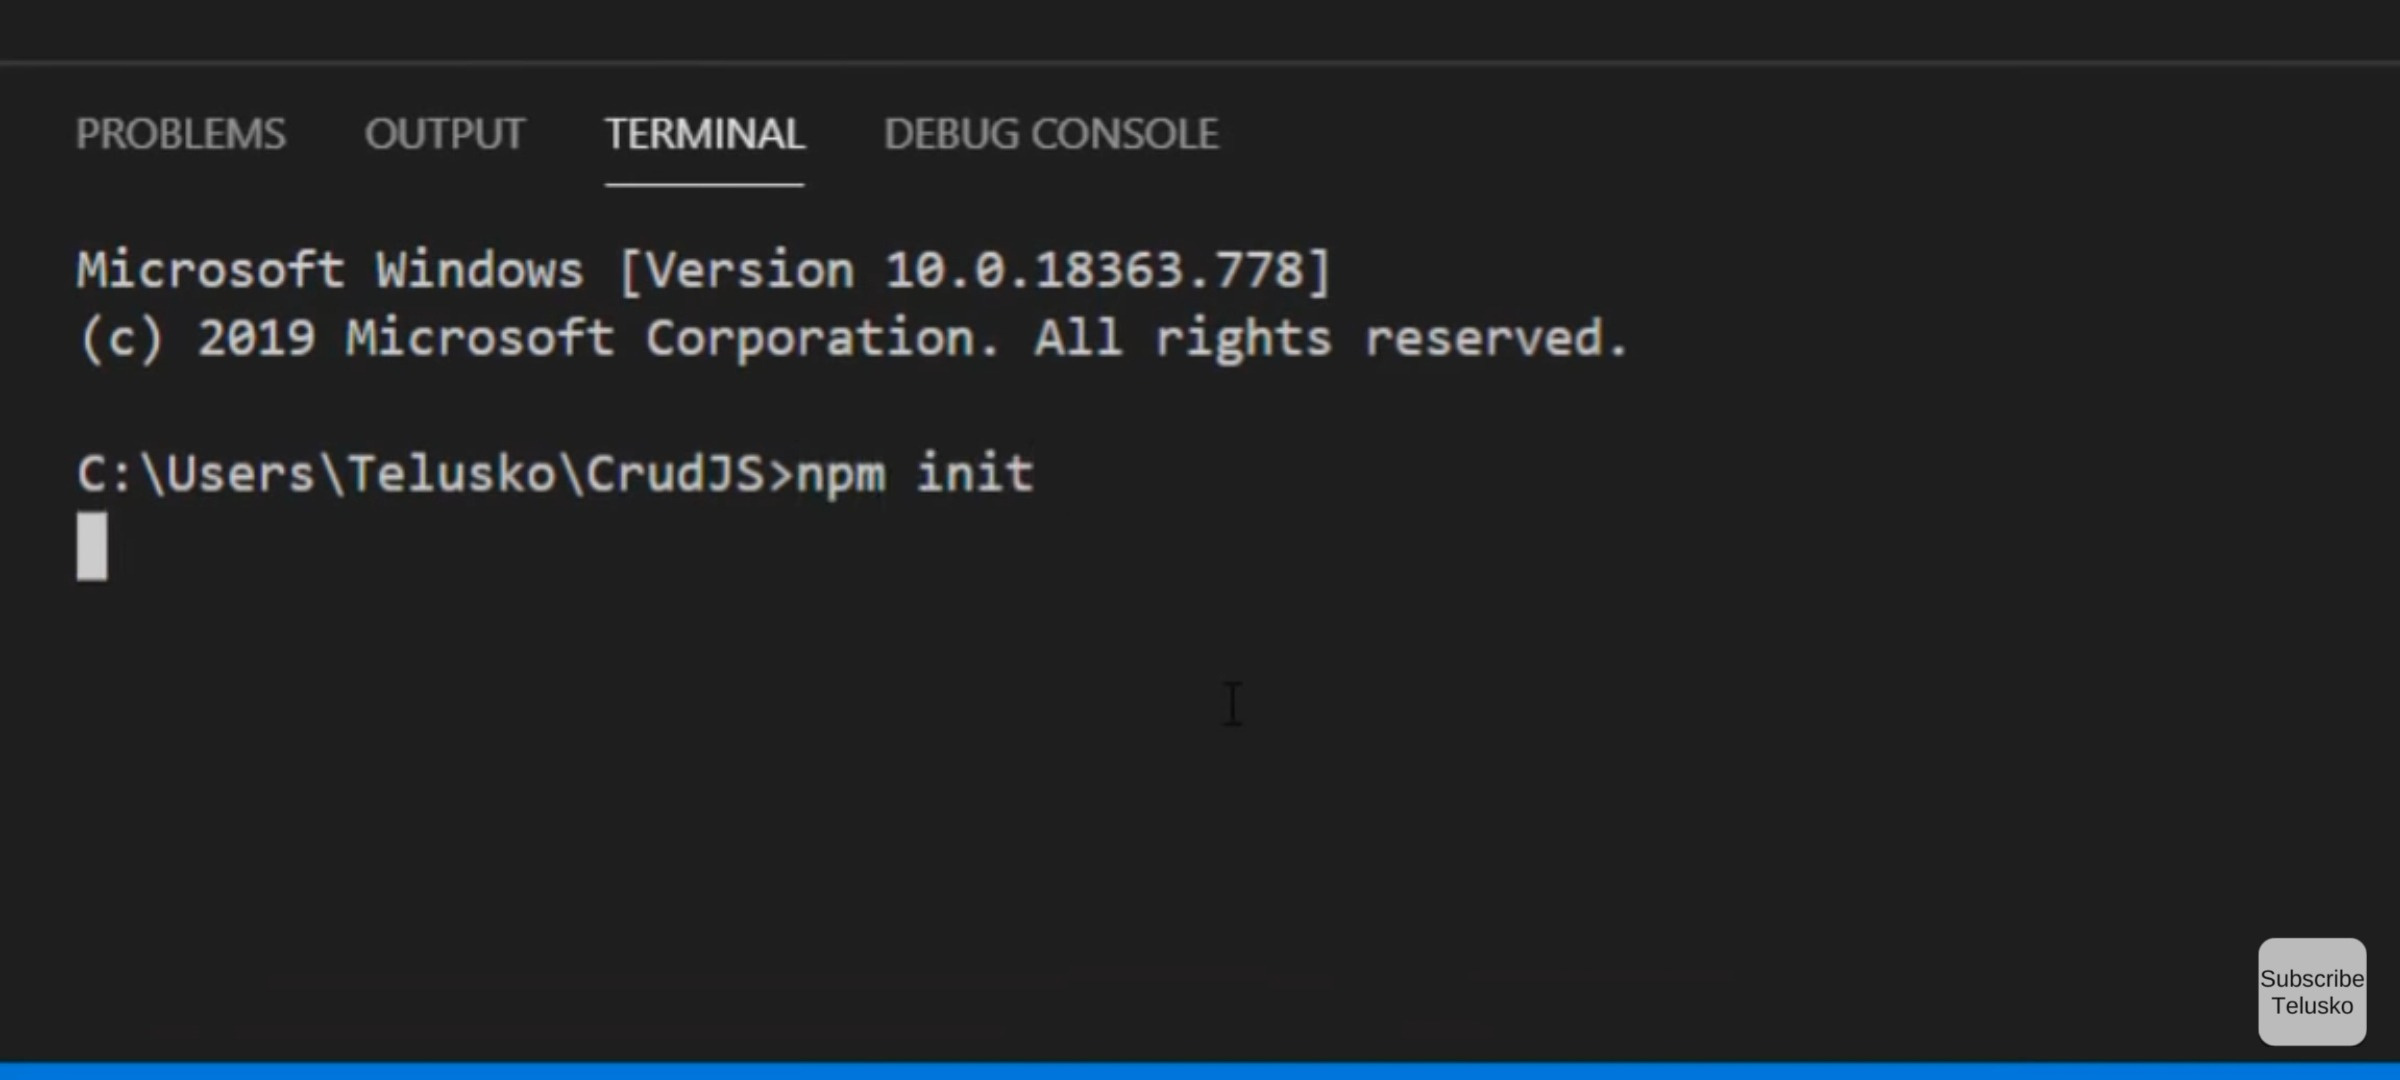 PROBLEMS OUTPUT TERMINAL DEBUG CONSOLE
Microsoft Windows [Version 10.0.18363.778]
(c) 2019 Microsoft Corporation. All rights reserved.
C:\Users\Telusko\CrudJS>npm init
Subscribe
Telusko